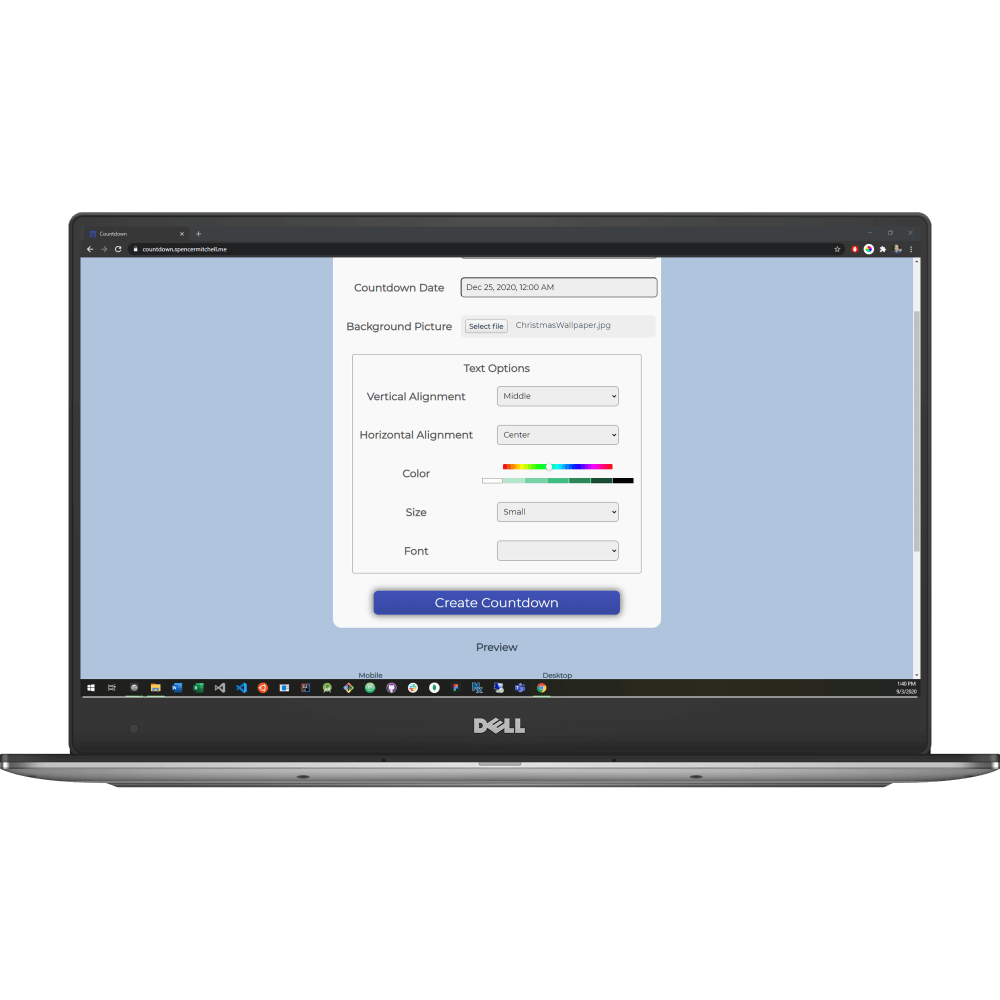 Countdown
countdown.spencermitchell.me
Countdown Date Dec 25, 2020, 12:00 AM
Background Picture Select file ChristmasWallpaper.jpg
Text Options
Vertical Alignment Middle
Horizontal Alignment Center
Color
Size Small
Font
Create Countdown
Preview
Mobile Desktop
1:40 PM
9/3/2020
DELL